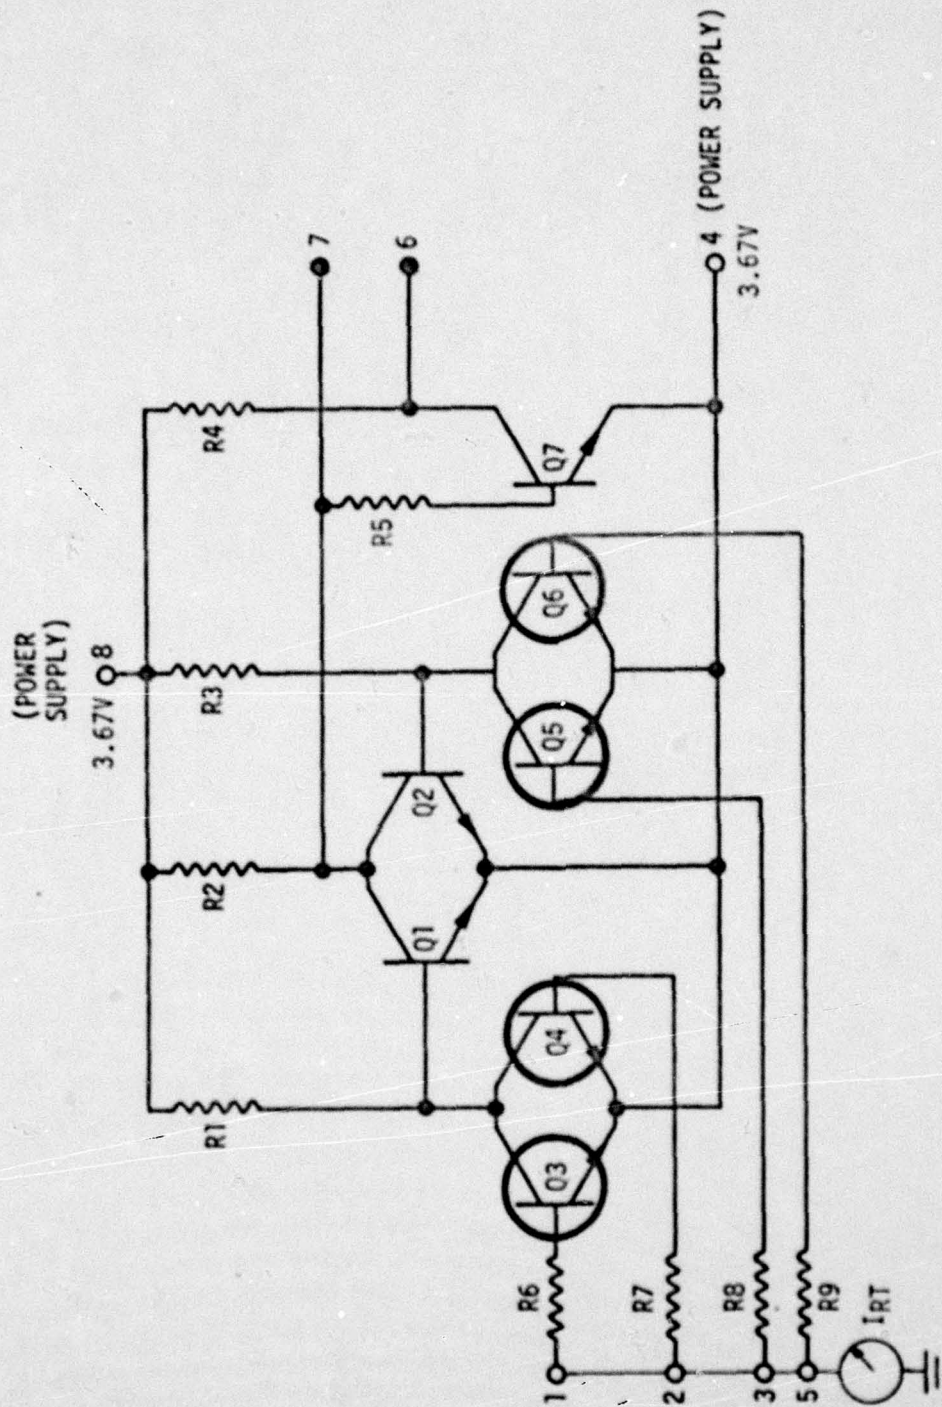 (POWER
SUPPLY)
3.67V
8
R1
R2
R3
R4
7
6
R5
Q1
Q2
Q3
Q4
Q5
Q6
Q7
4 (POWER SUPPLY)
3.67V
R6
1
R7
2
R8
3
R9
5
IRT